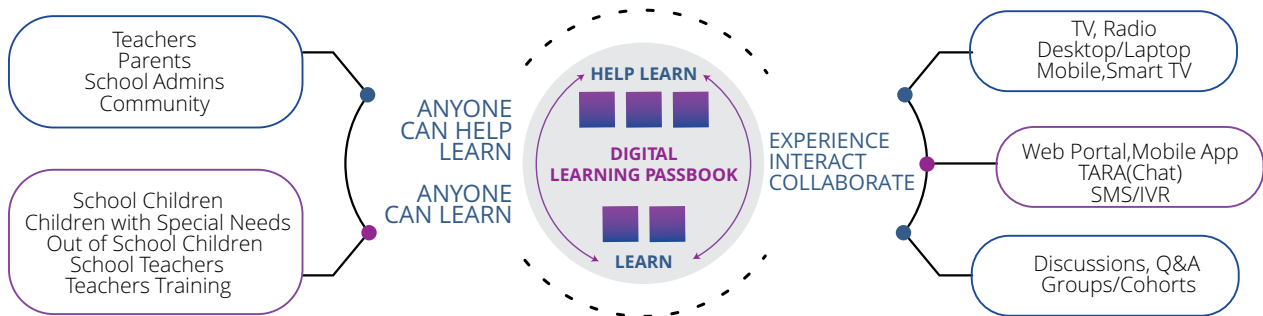 Teachers
Parents
School Admins
Community
School Children
Children with Special Needs
Out of School Children
School Teachers
Teachers Training
ANYONE
CAN HELP
LEARN
ANYONE
CAN LEARN
HELP LEARN
DIGITAL
LEARNING PASSBOOK
LEARN
EXPERIENCE
INTERACT
COLLABORATE
TV, Radio
Desktop/Laptop
Mobile,Smart TV
Web Portal,Mobile App
TARA(Chat)
SMS/IVR
Discussions, Q&A
Groups/Cohorts